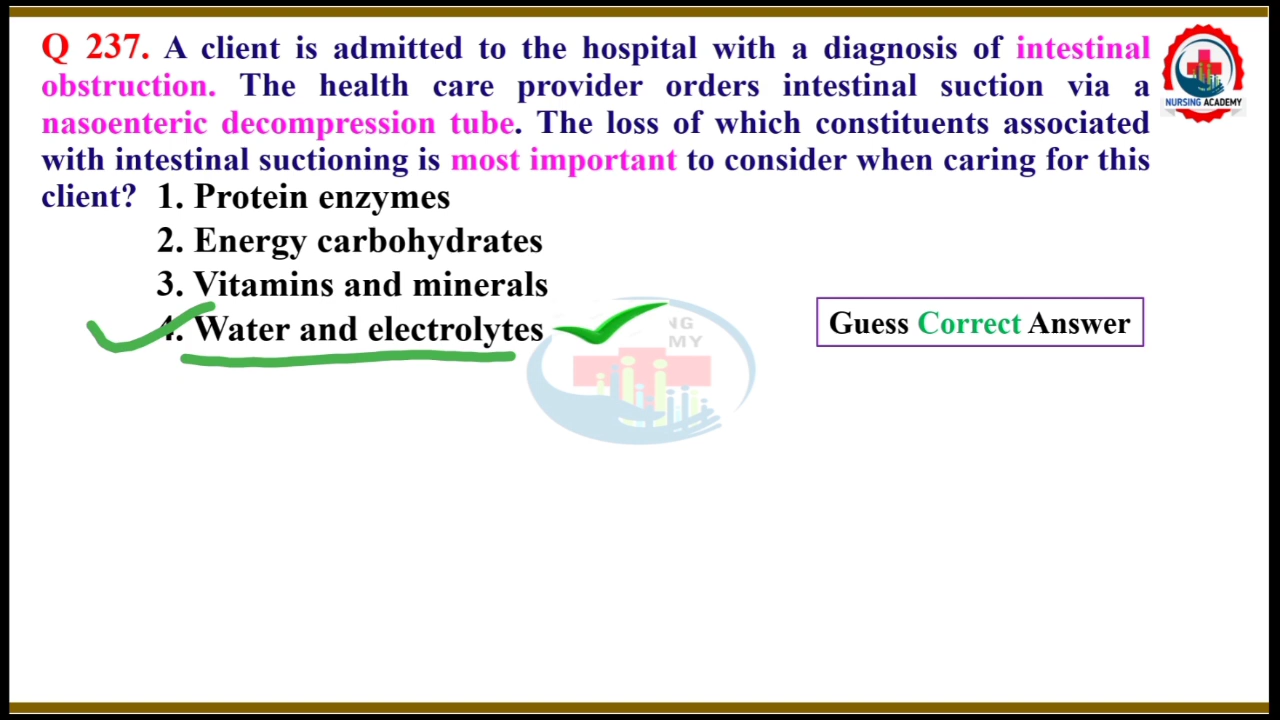 Q 237. A client is admitted to the hospital with a diagnosis of intestinal
obstruction. The health care provider orders intestinal suction via a
nasoenteric decompression tube. The loss of which constituents associated
with intestinal suctioning is most important to consider when caring for this
client? 1. Protein enzymes
2. Energy carbohydrates
3. Vitamins and minerals
4. Water and electrolytes
Guess Correct Answer
NURSING ACADEMY
NG
MY